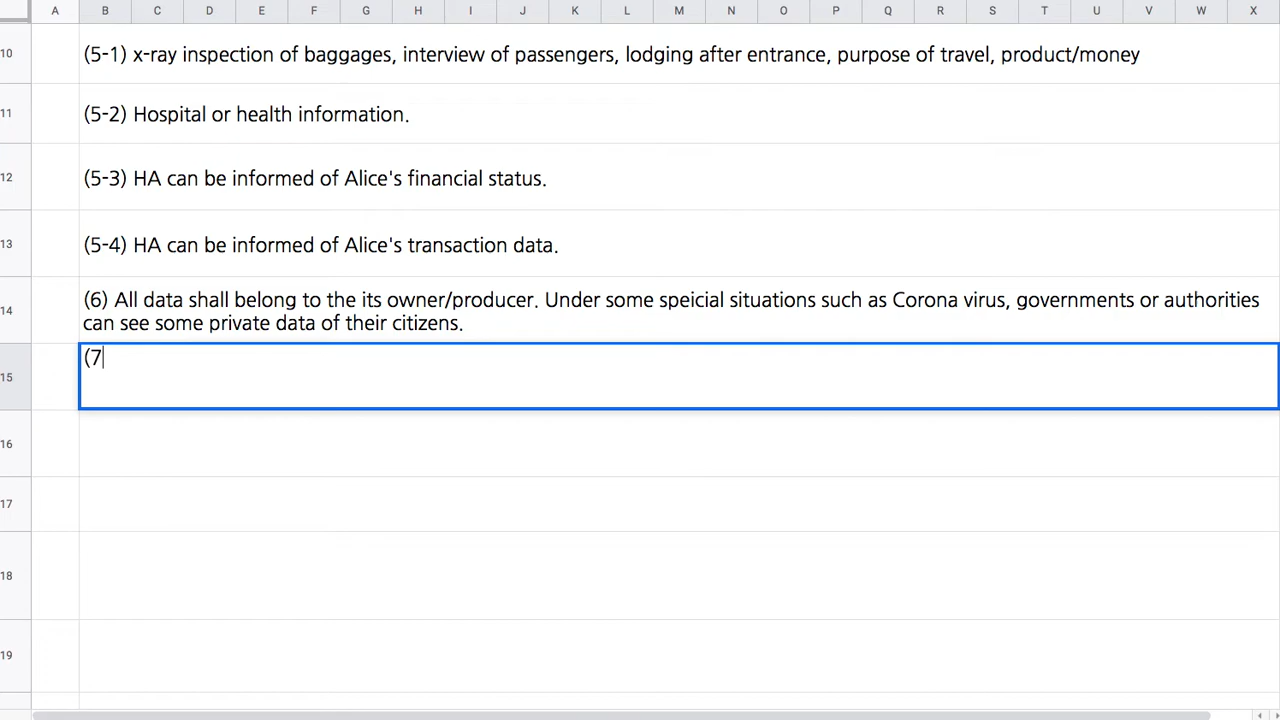 A B C D E F G H I J K L M N O P Q R S T U V W X
10 (5-1) x-ray inspection of baggages, interview of passengers, lodging after entrance, purpose of travel, product/money
11 (5-2) Hospital or health information.
12 (5-3) HA can be informed of Alice's financial status.
13 (5-4) HA can be informed of Alice's transaction data.
14 (6) All data shall belong to the its owner/producer. Under some speicial situations such as Corona virus, governments or authorities
can see some private data of their citizens.
15 (7
16
17
18
19